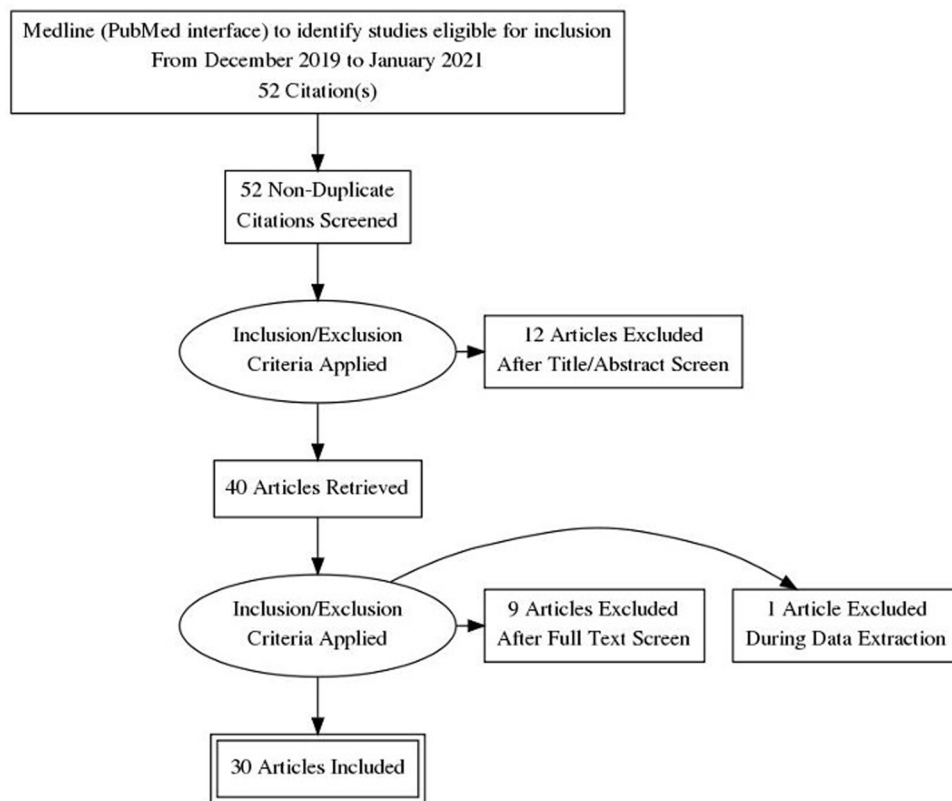 Medline (PubMed interface) to identify studies eligible for inclusion
From December 2019 to January 2021
52 Citation(s)
52 Non-Duplicate
Citations Screened
Inclusion/Exclusion
Criteria Applied
12 Articles Excluded
After Title/Abstract Screen
40 Articles Retrieved
Inclusion/Exclusion
Criteria Applied
9 Articles Excluded
After Full Text Screen
1 Article Excluded
During Data Extraction
30 Articles Included